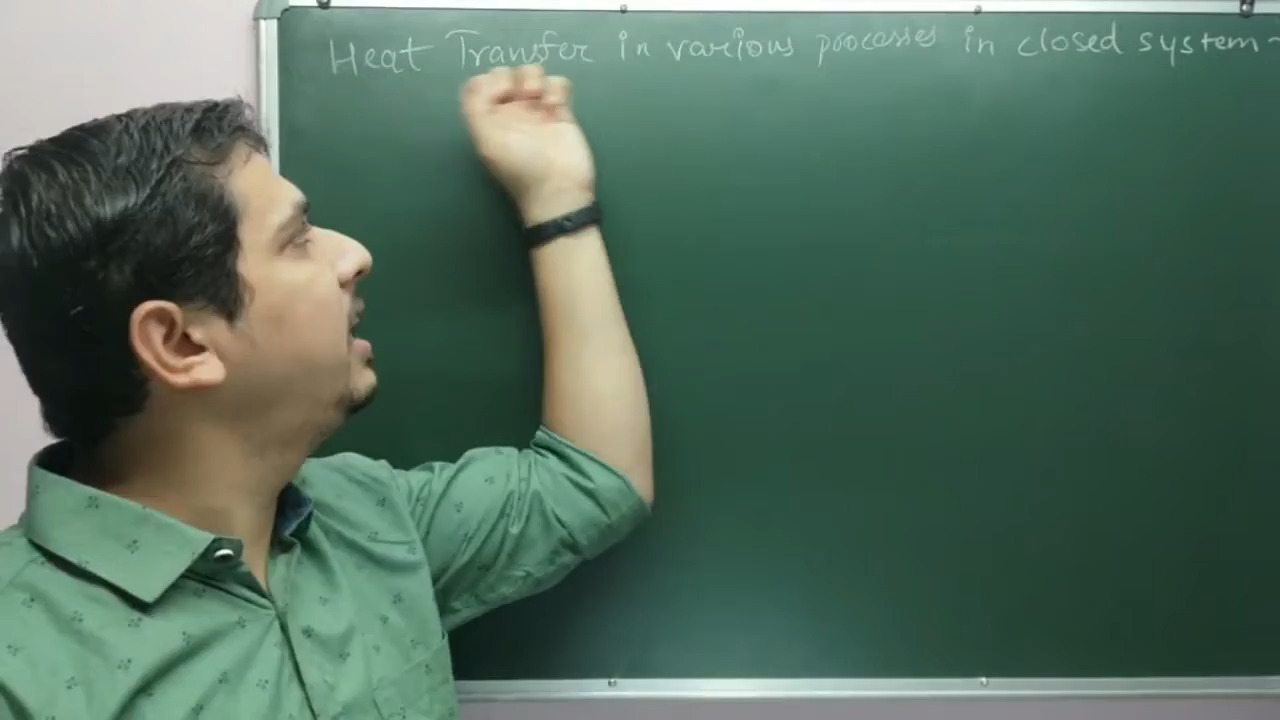 Heat Transfer in various processes in closed system-